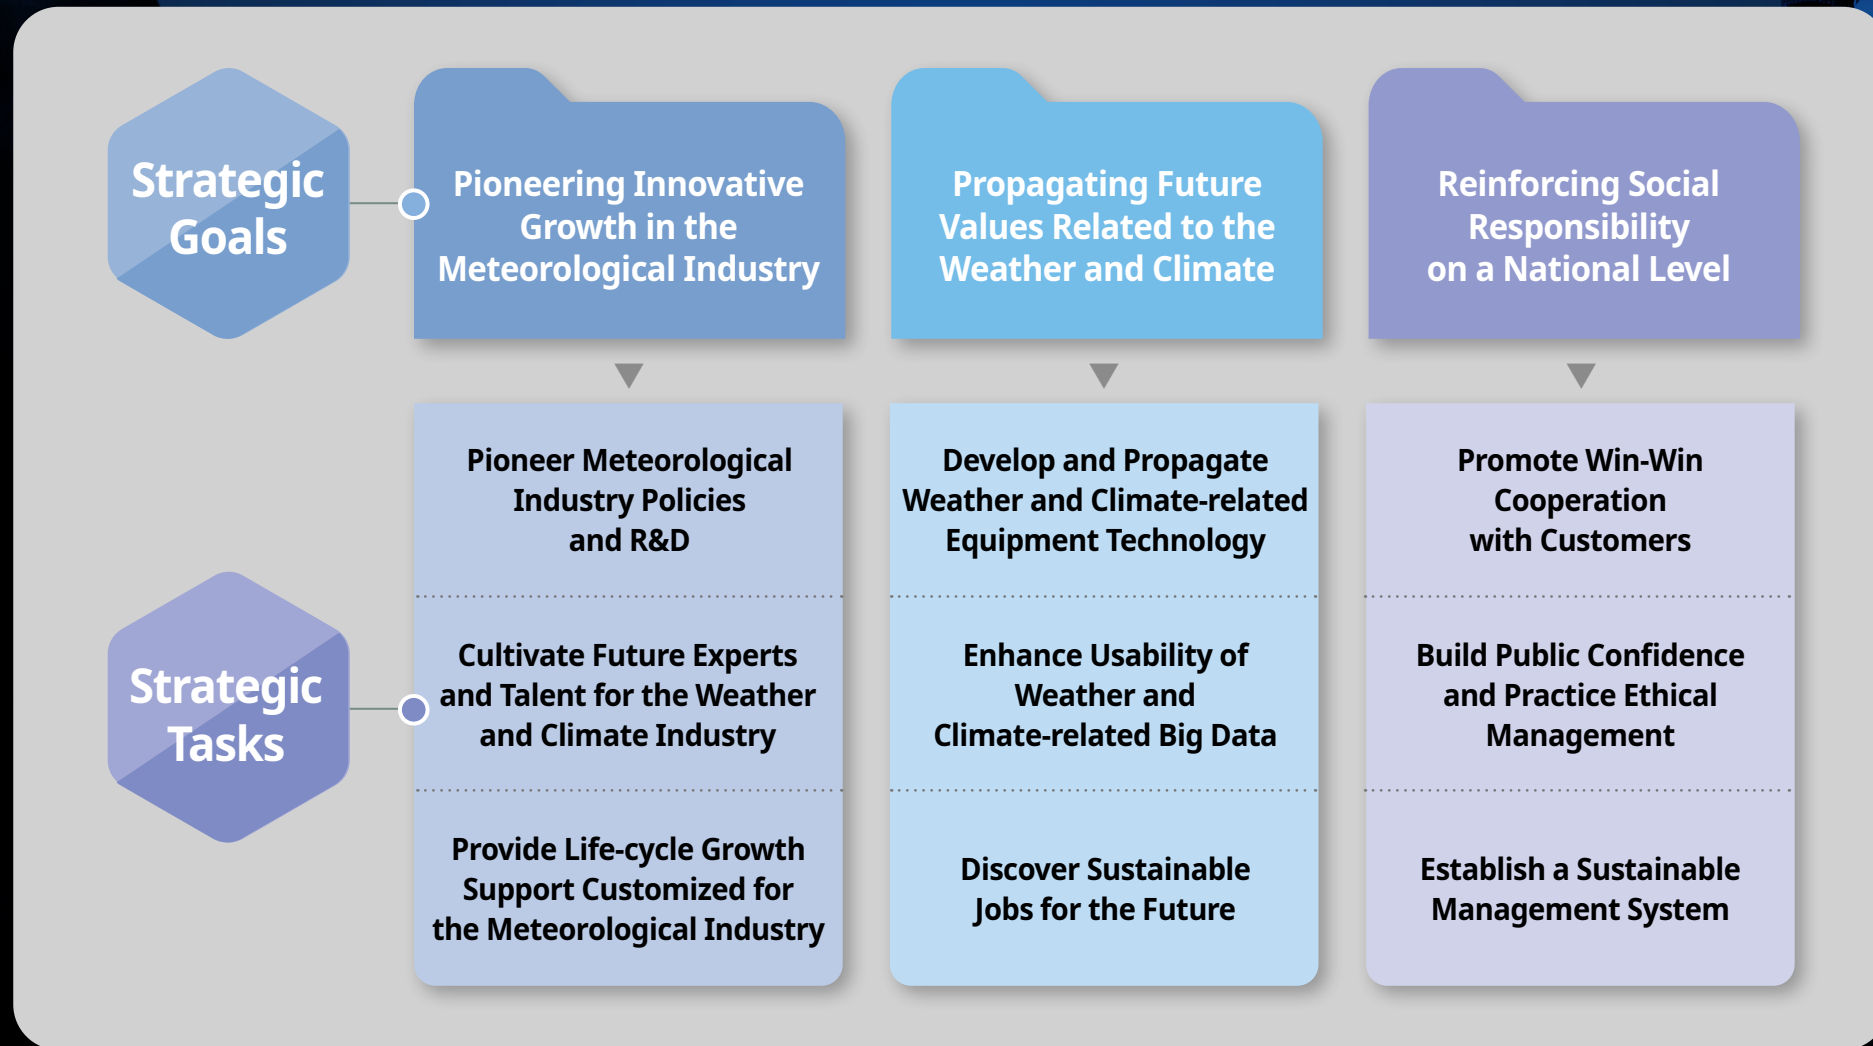 Strategic
Goals
Pioneering Innovative
Growth in the
Meteorological Industry
Propagating Future
Values Related to the
Weather and Climate
Reinforcing Social
Responsibility
on a National Level
Strategic
Tasks
Pioneer Meteorological
Industry Policies
and R&D
Cultivate Future Experts
and Talent for the Weather
and Climate Industry
Provide Life-cycle Growth
Support Customized for
the Meteorological Industry
Develop and Propagate
Weather and Climate-related
Equipment Technology
Enhance Usability of
Weather and
Climate-related Big Data
Discover Sustainable
Jobs for the Future
Promote Win-Win
Cooperation
with Customers
Build Public Confidence
and Practice Ethical
Management
Establish a Sustainable
Management System